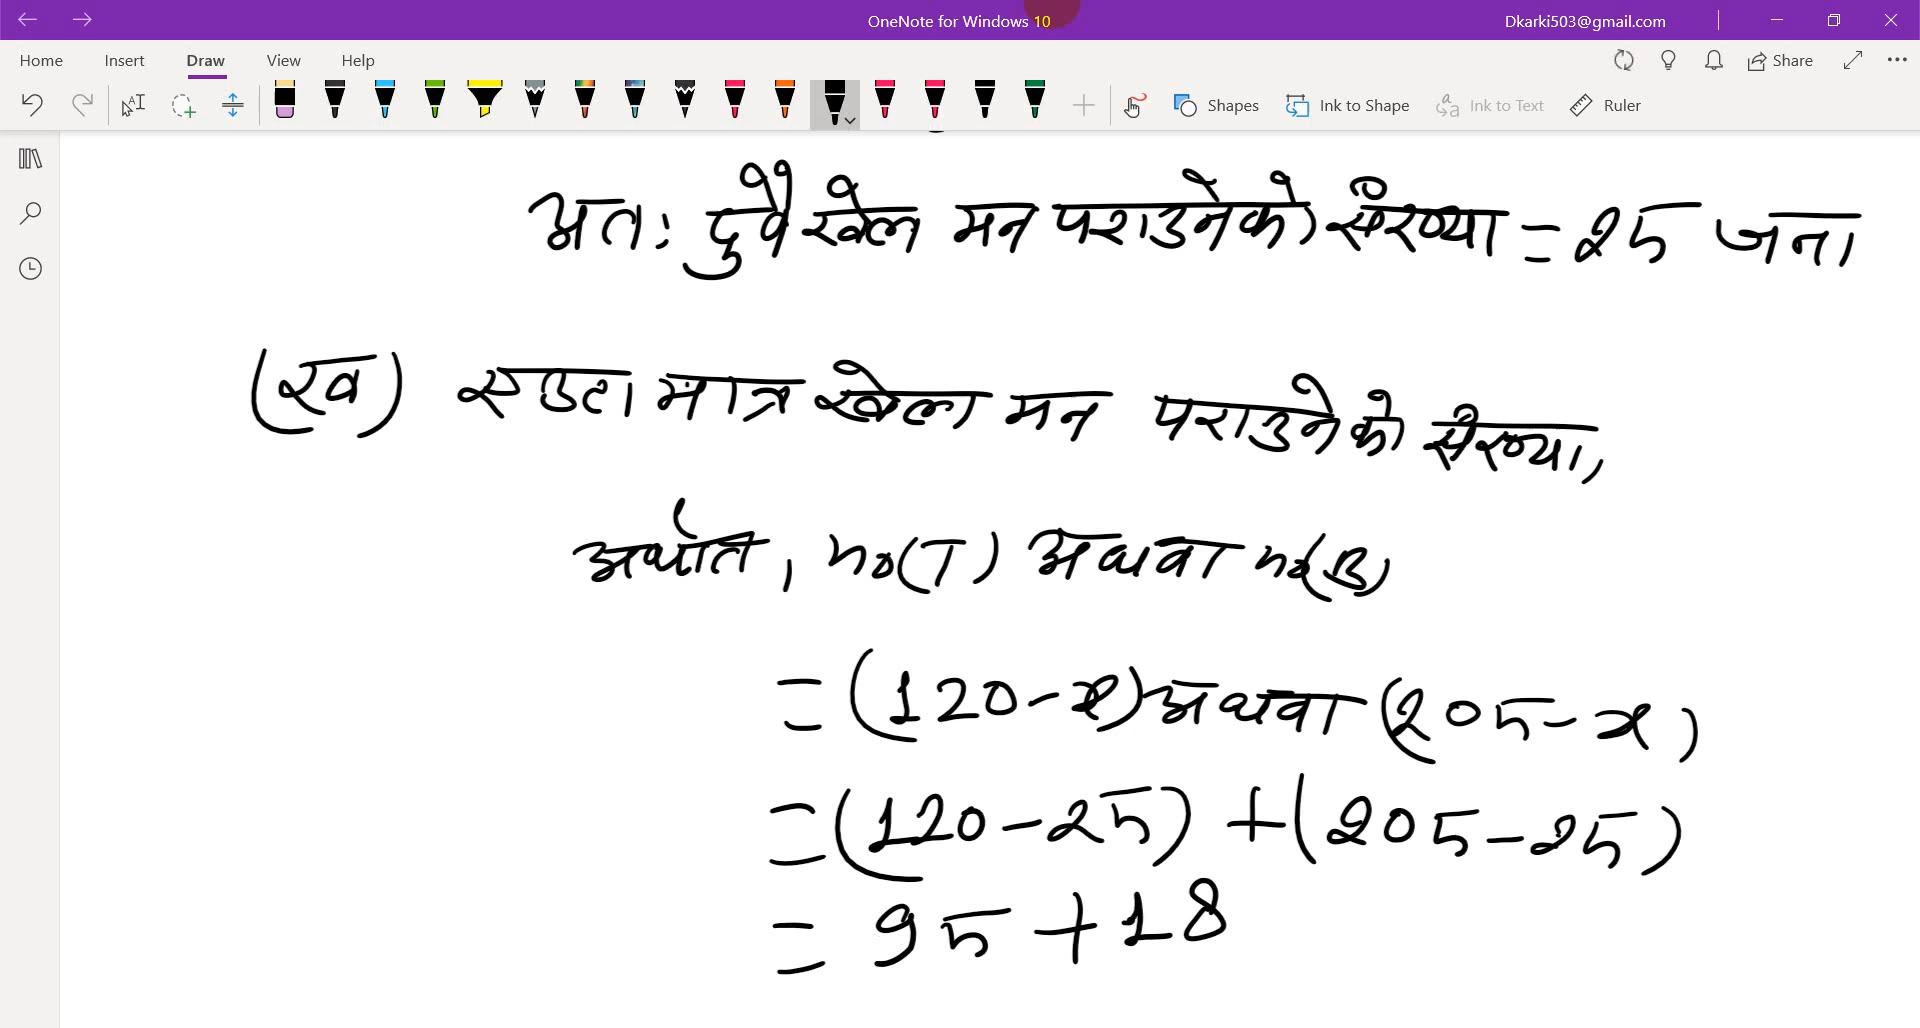 OneNote for Windows 10
Dkarki503@gmail.com
Home Insert Draw View Help Share
Shapes Ink to Shape Ink to Text Ruler
अत: दुवै खेल मन पराउनेको संख्या = 25 जना
(ख) एउटा मात्र खेल मन पराउनेको संख्या,
अर्थात, no(T) अथवा no(B)
= (120-x) अथवा (205-x)
= (120-25) + (205-25)
= 95 + 18